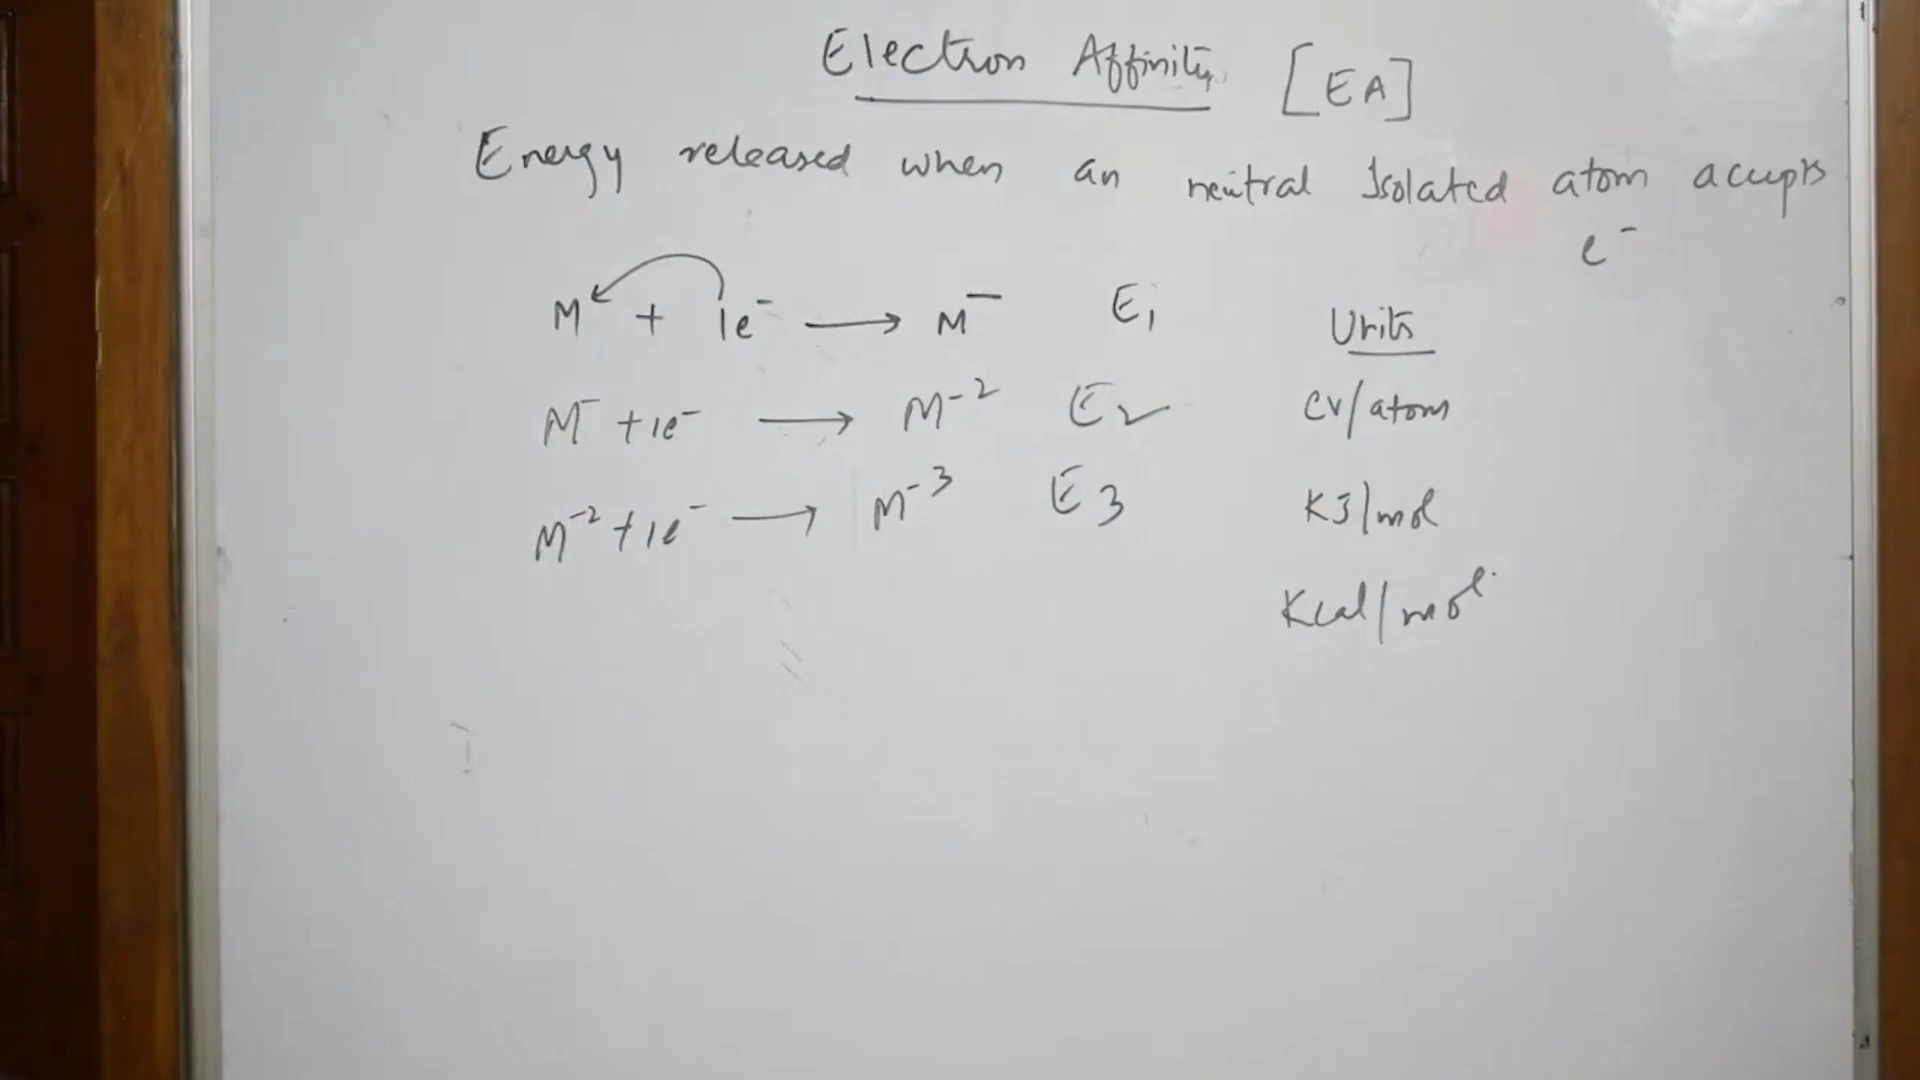 Electron Affinity [EA]
Energy released when an neutral Isolated atom accepts
e⁻
M + 1e⁻ → M⁻ E₁ Units
M⁻ + 1e⁻ → M⁻² E₂ ev/atom
M⁻² + 1e⁻ → M⁻³ E₃ KJ/mol
Kcal/mol